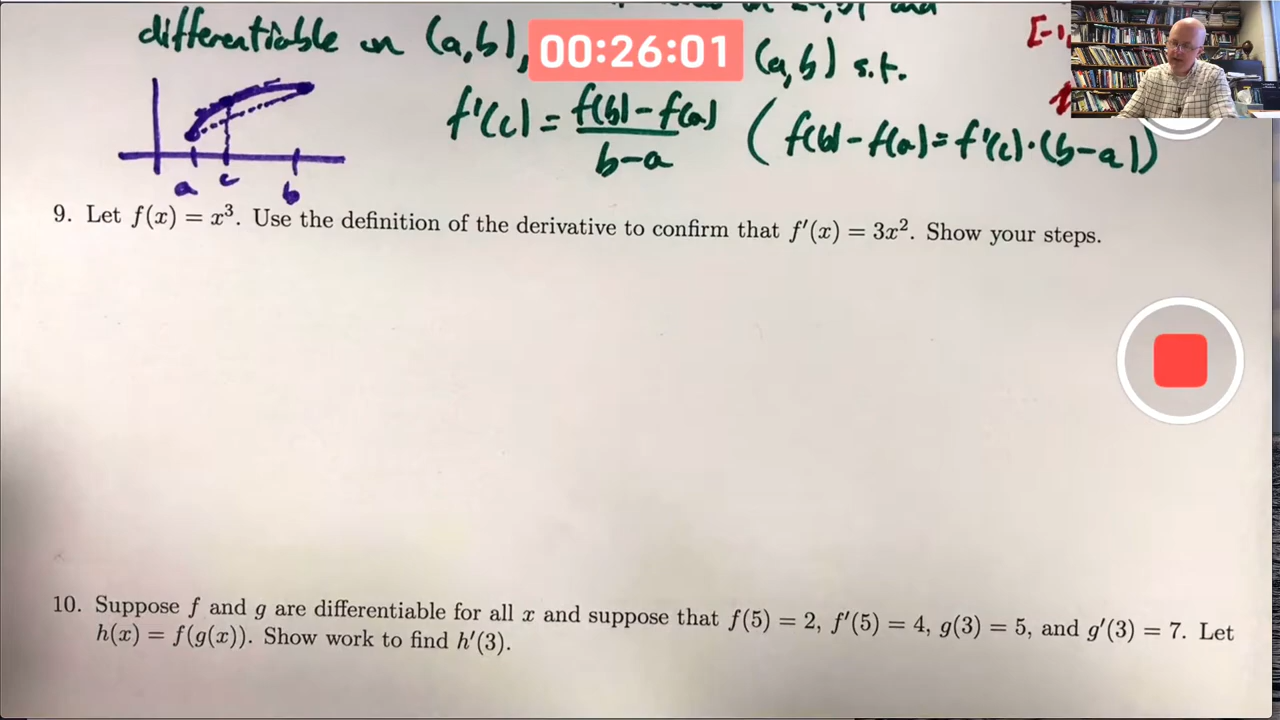 differentiable on (a,b),
00:26:01
(a,b) s.t.
[-1,
f'(c) = f(b) - f(a) / b - a (f(b) - f(a) = f'(c)·(b-a))
a c b
9. Let f(x) = x³. Use the definition of the derivative to confirm that f′(x) = 3x². Show your steps.
10. Suppose f and g are differentiable for all x and suppose that f(5) = 2, f′(5) = 4, g(3) = 5, and g′(3) = 7. Let
h(x) = f(g(x)). Show work to find h′(3).